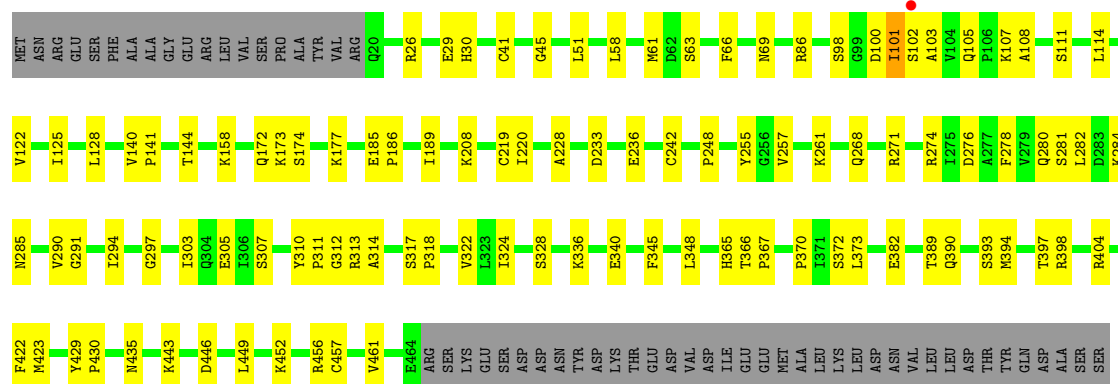 MET ASN ARG GLU SER PHE ALA ALA GLY GLU ARG LEU VAL SER PRO ALA TYR VAL ARG Q20 R26 E29 H30 C41 G45 L51 L58 M61 D62 S63 F66 N69 R86 S98 G99 D100 I101 S102 A103 V104 Q105 P106 K107 A108 S111 L114
V122 I125 L128 V140 P141 T144 K158 Q172 K173 S174 K177 E185 P186 I189 K208 C219 I220 A228 D233 E236 C242 P248 Y255 G256 V257 K261 Q268 R271 R274 I275 D276 A277 F278 V279 Q280 S281 L282 D283 K284
N285 V290 G291 I294 G297 I303 Q304 E305 I306 S307 Y310 P311 G312 R313 A314 S317 P318 V322 L323 I324 S328 K336 E340 F345 L348 H365 T366 P367 P370 I371 S372 L373 E382 T389 Q390 S393 M394 T397 R398 R404
F422 M423 Y429 P430 N435 K443 D446 L449 K452 R456 C457 V461 E464 ARG SER LYS GLU SER ASP ASP ASN TYR ASP LYS THR GLU ASP VAL ASP ILE GLU GLU MET ALA LEU LYS LEU ASP ASN VAL LEU LEU ASP THR TYR GLN ASP ALA SER SER